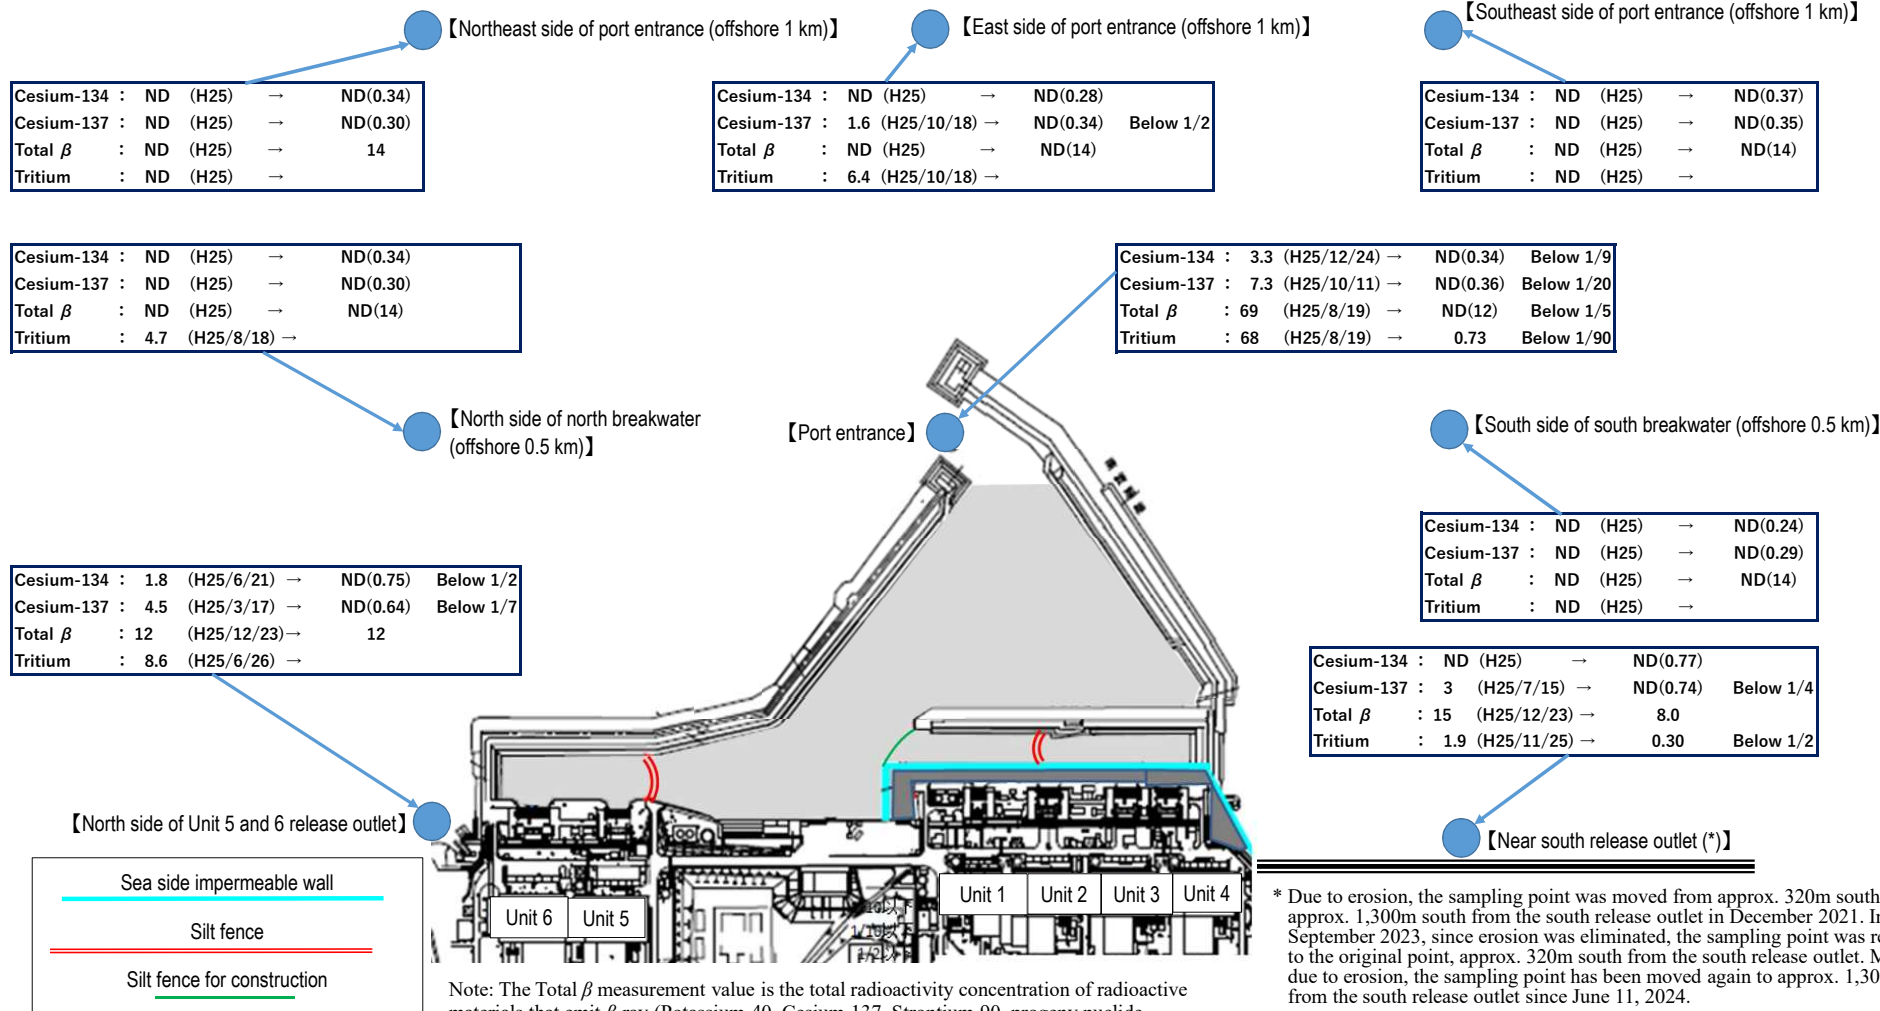 【Northeast side of port entrance (offshore 1 km)】
Cesium-134 : ND (H25) → ND(0.34)
Cesium-137 : ND (H25) → ND(0.30)
Total β : ND (H25) → 14
Tritium : ND (H25) →
【East side of port entrance (offshore 1 km)】
Cesium-134 : ND (H25) → ND(0.28)
Cesium-137 : 1.6 (H25/10/18) → ND(0.34) Below 1/2
Total β : ND (H25) → ND(14)
Tritium : 6.4 (H25/10/18) →
【Southeast side of port entrance (offshore 1 km)】
Cesium-134 : ND (H25) → ND(0.37)
Cesium-137 : ND (H25) → ND(0.35)
Total β : ND (H25) → ND(14)
Tritium : ND (H25) →
Cesium-134 : ND (H25) → ND(0.34)
Cesium-137 : ND (H25) → ND(0.30)
Total β : ND (H25) → ND(14)
Tritium : 4.7 (H25/8/18) →
【North side of north breakwater
(offshore 0.5 km)】
Cesium-134 : 3.3 (H25/12/24) → ND(0.34) Below 1/9
Cesium-137 : 7.3 (H25/10/11) → ND(0.36) Below 1/20
Total β : 69 (H25/8/19) → ND(12) Below 1/5
Tritium : 68 (H25/8/19) → 0.73 Below 1/90
【Port entrance】
【South side of south breakwater (offshore 0.5 km)】
Cesium-134 : ND (H25) → ND(0.24)
Cesium-137 : ND (H25) → ND(0.29)
Total β : ND (H25) → ND(14)
Tritium : ND (H25) →
Cesium-134 : 1.8 (H25/6/21) → ND(0.75) Below 1/2
Cesium-137 : 4.5 (H25/3/17) → ND(0.64) Below 1/7
Total β : 12 (H25/12/23)→ 12
Tritium : 8.6 (H25/6/26) →
【North side of Unit 5 and 6 release outlet】
Cesium-134 : ND (H25) → ND(0.77)
Cesium-137 : 3 (H25/7/15) → ND(0.74) Below 1/4
Total β : 15 (H25/12/23) → 8.0
Tritium : 1.9 (H25/11/25) → 0.30 Below 1/2
【Near south release outlet (*)】
Unit 6 Unit 5
Unit 1 Unit 2 Unit 3 Unit 4
Sea side impermeable wall
Silt fence
Silt fence for construction
Note: The Total β measurement value is the total radioactivity concentration of radioactive
materials that emit β ray (Potassium-40, Cesium-137, Strontium-90, progeny nuclide
* Due to erosion, the sampling point was moved from approx. 320m south
approx. 1,300m south from the south release outlet in December 2021. In
September 2023, since erosion was eliminated, the sampling point was
to the original point, approx. 320m south from the south release outlet.
due to erosion, the sampling point has been moved again to approx.
from the south release outlet since June 11, 2024.